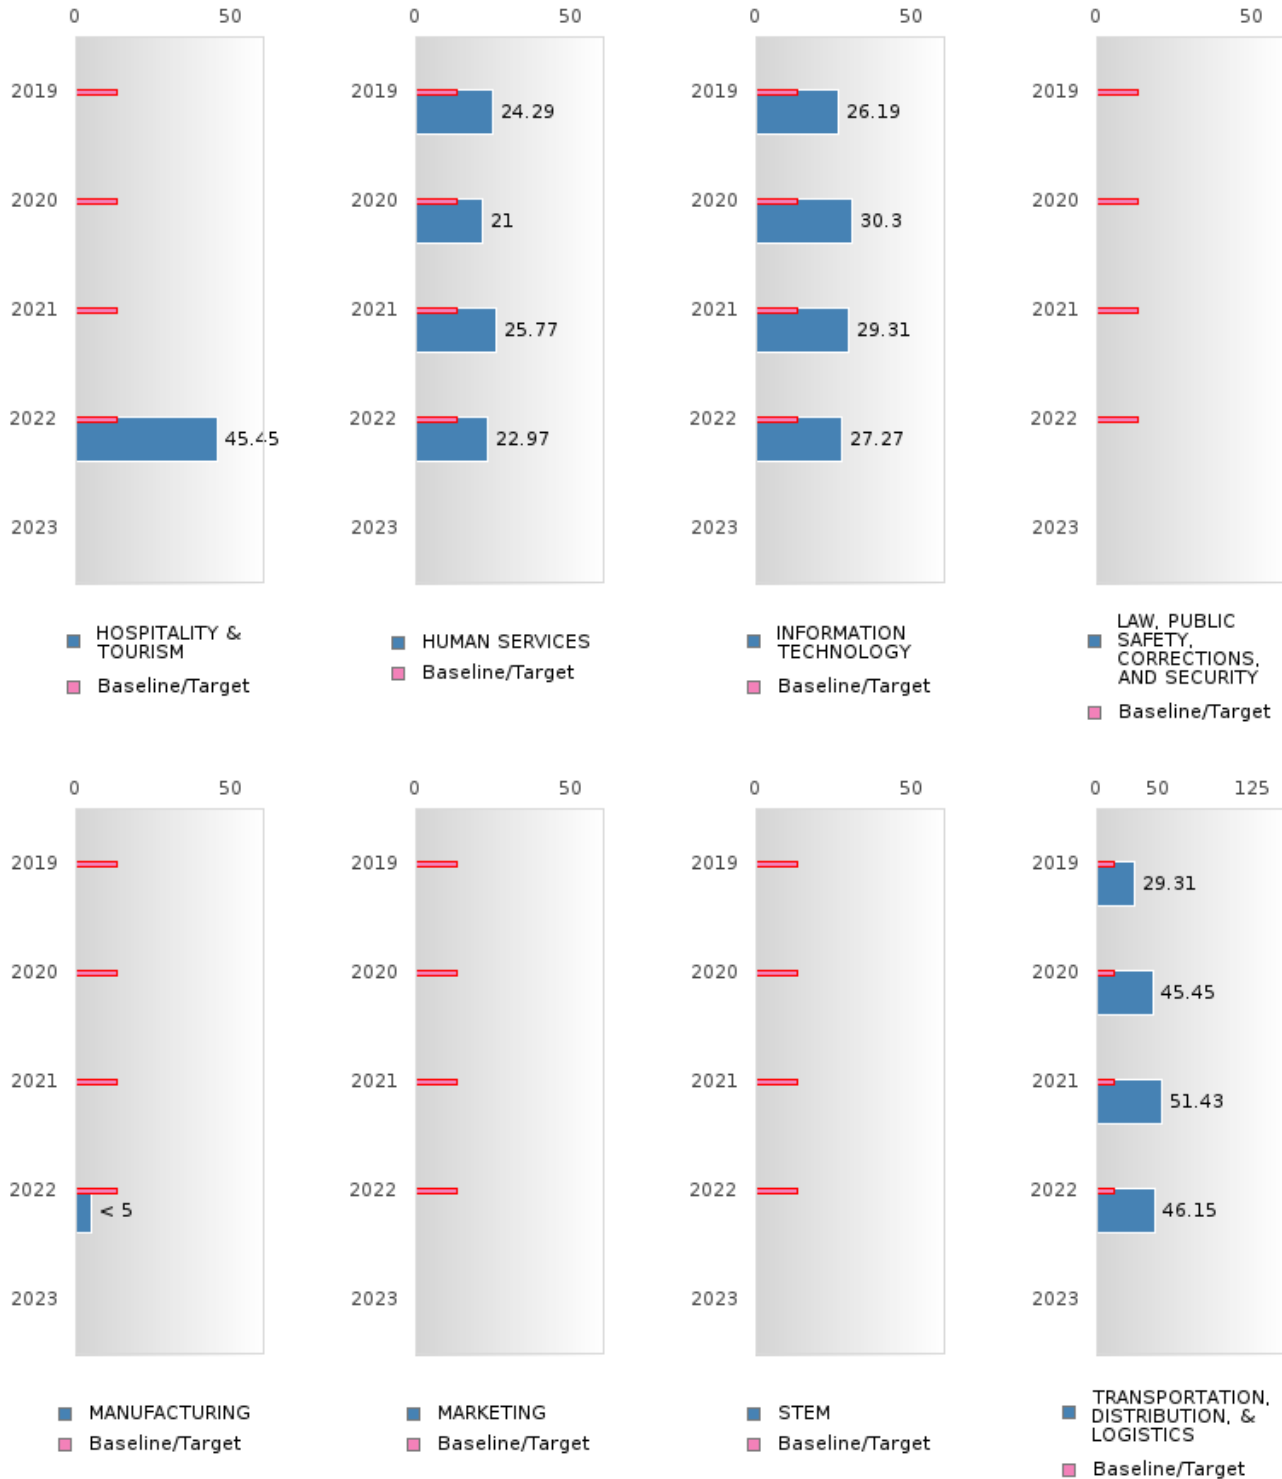 0 50
2019
2020
2021
2022
45.45
2023
HOSPITALITY &
TOURISM
Baseline/Target
0 50
2019
24.29
2020
21
2021
25.77
2022
22.97
2023
HUMAN SERVICES
Baseline/Target
0 50
2019
26.19
2020
30.3
2021
29.31
2022
27.27
2023
INFORMATION
TECHNOLOGY
Baseline/Target
0 50
2019
2020
2021
2022
2023
LAW, PUBLIC
SAFETY,
CORRECTIONS,
AND SECURITY
Baseline/Target
0 50
2019
2020
2021
2022
< 5
2023
MANUFACTURING
Baseline/Target
0 50
2019
2020
2021
2022
2023
MARKETING
Baseline/Target
0 50
2019
2020
2021
2022
2023
STEM
Baseline/Target
0 50 125
2019
29.31
2020
45.45
2021
51.43
2022
46.15
2023
TRANSPORTATION,
DISTRIBUTION, &
LOGISTICS
Baseline/Target